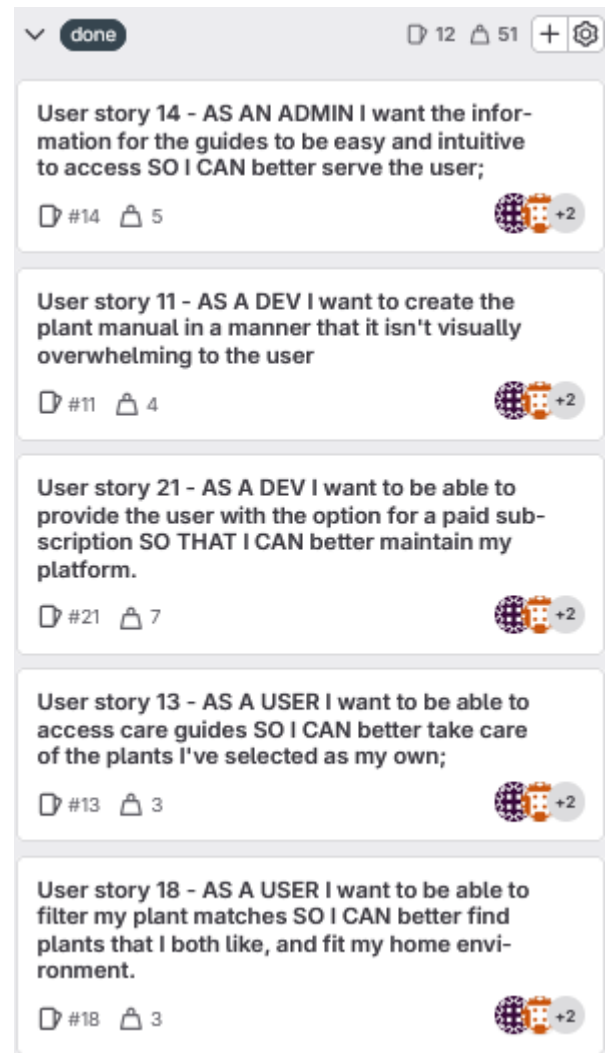 done 12 51
User story 14 - AS AN ADMIN I want the infor-
mation for the guides to be easy and intuitive
to access SO I CAN better serve the user;
#14 5 +2
User story 11 - AS A DEV I want to create the
plant manual in a manner that it isn't visually
overwhelming to the user
#11 4 +2
User story 21 - AS A DEV I want to be able to
provide the user with the option for a paid sub-
scription SO THAT I CAN better maintain my
platform.
#21 7 +2
User story 13 - AS A USER I want to be able to
access care guides SO I CAN better take care
of the plants I've selected as my own;
#13 3 +2
User story 18 - AS A USER I want to be able to
filter my plant matches SO I CAN better find
plants that I both like, and fit my home envi-
ronment.
#18 3 +2